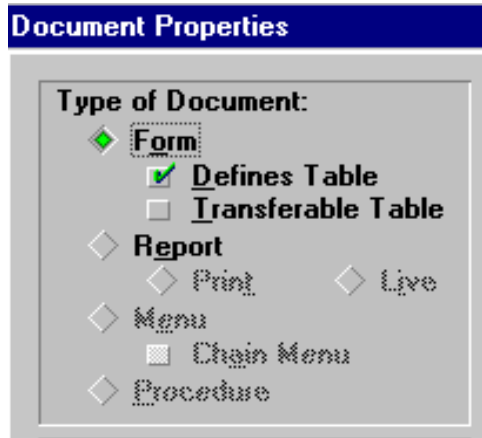 Document Properties
Type of Document:
Form
Defines Table
Transferable Table
Report
Print Live
Menu
Chain Menu
Procedure